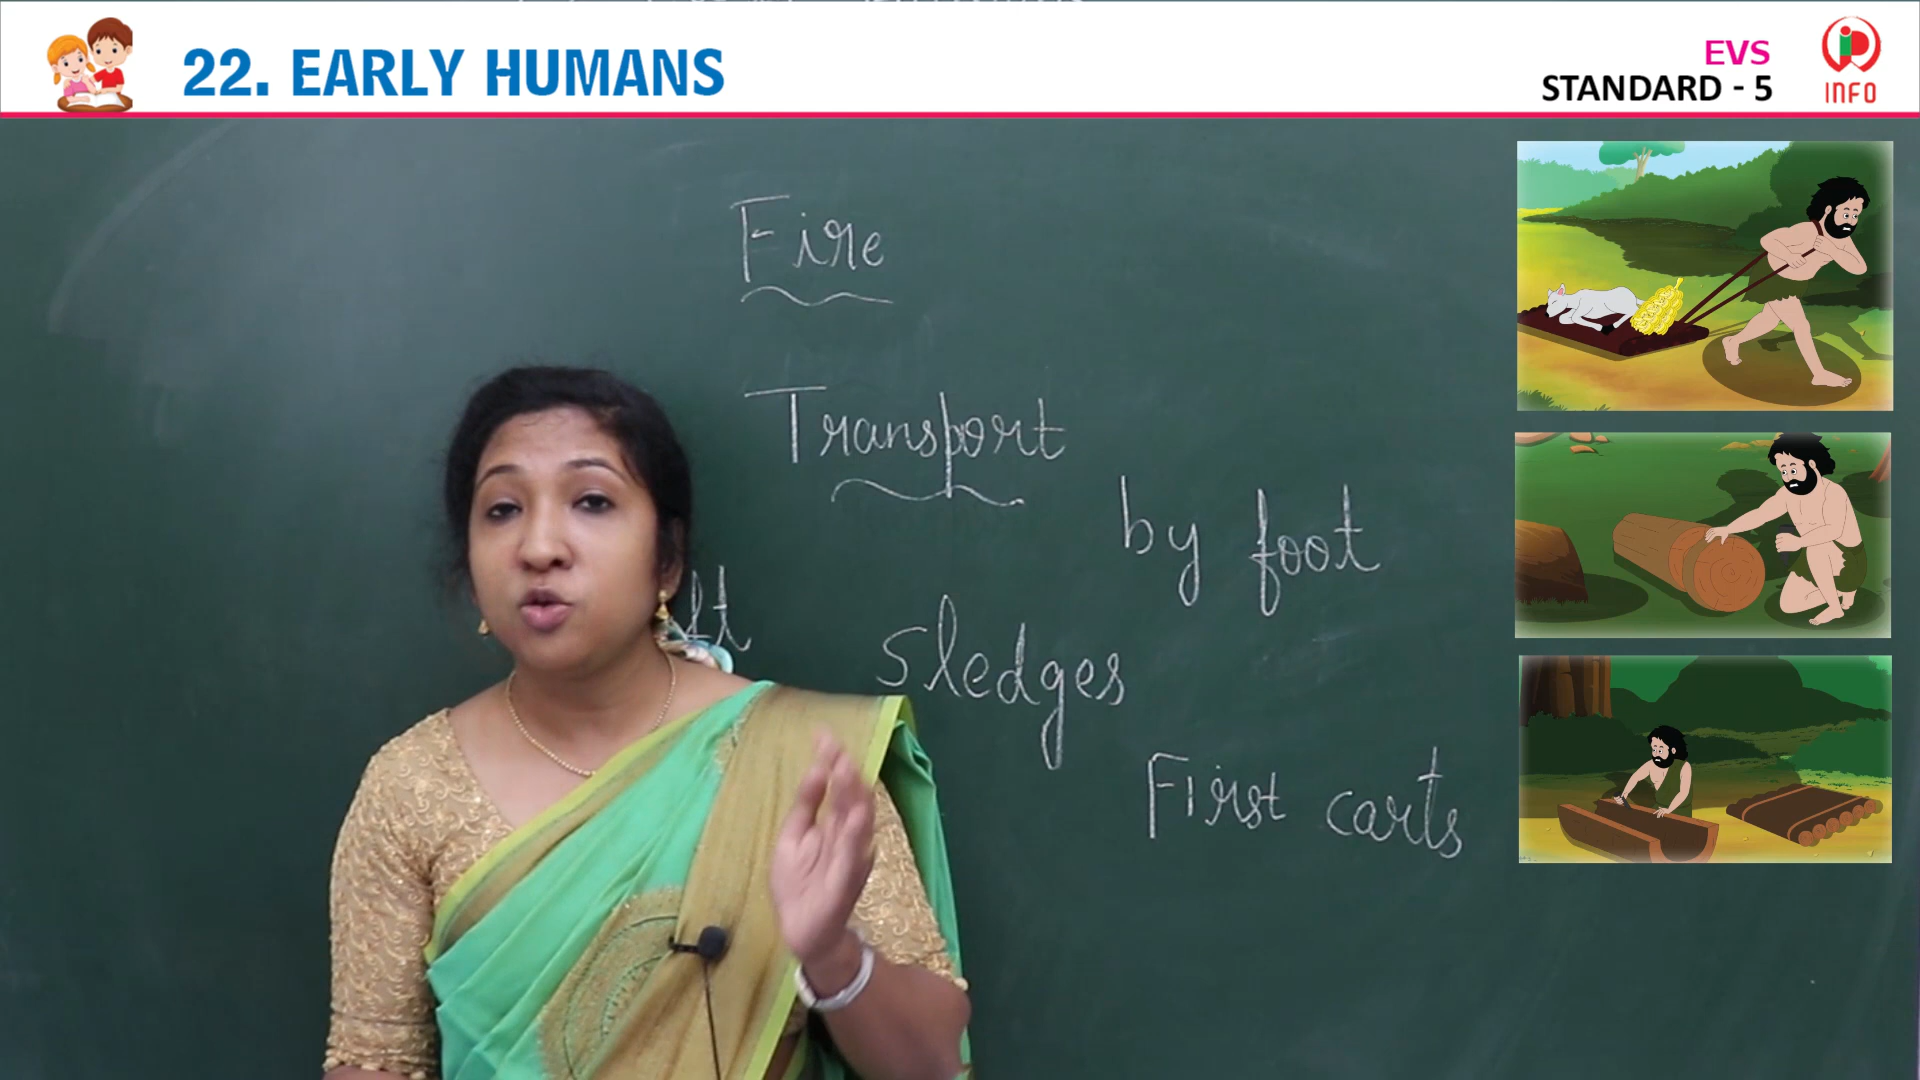 22. EARLY HUMANS
EVS
STANDARD - 5
INFO
Fire
Transport
by foot
Sledges
First carts